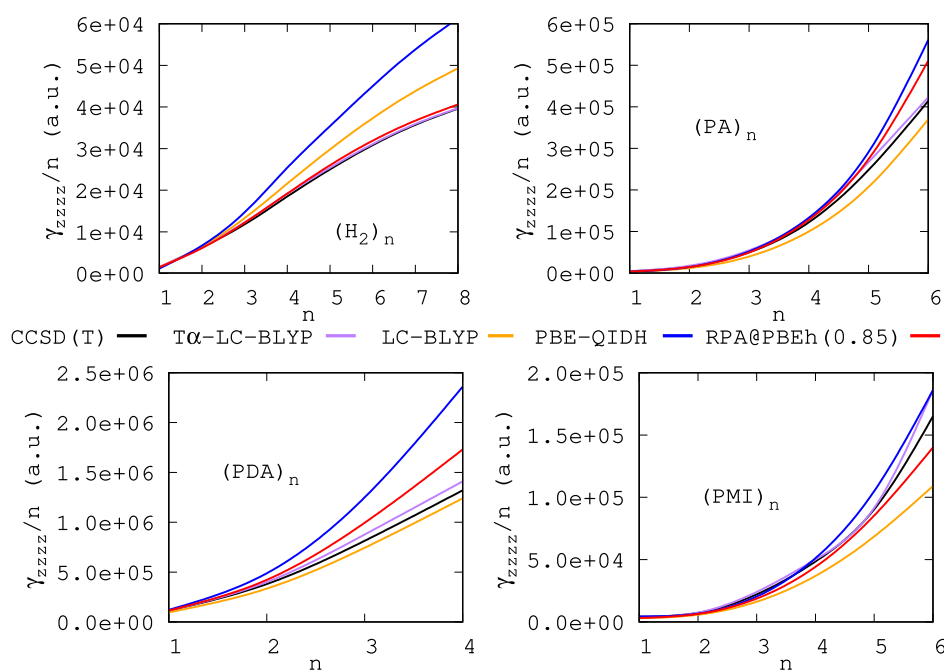 γzzzz/n (a.u.)
6e+04
5e+04
4e+04
3e+04
2e+04
1e+04
0e+00
(H2)n
1 2 3 4 5 6 7 8
n
γzzzz/n (a.u.)
6e+05
5e+05
4e+05
3e+05
2e+05
1e+05
0e+00
(PA)n
1 2 3 4 5 6
n
CCSD(T) Tα-LC-BLYP LC-BLYP PBE-QIDH RPA@PBEh(0.85)
γzzzz/n (a.u.)
2.5e+06
2.0e+06
1.5e+06
1.0e+06
5.0e+05
0.0e+00
(PDA)n
1 2 3 4
n
γzzzz/n (a.u.)
2.0e+05
1.5e+05
1.0e+05
5.0e+04
0.0e+00
(PMI)n
1 2 3 4 5 6
n